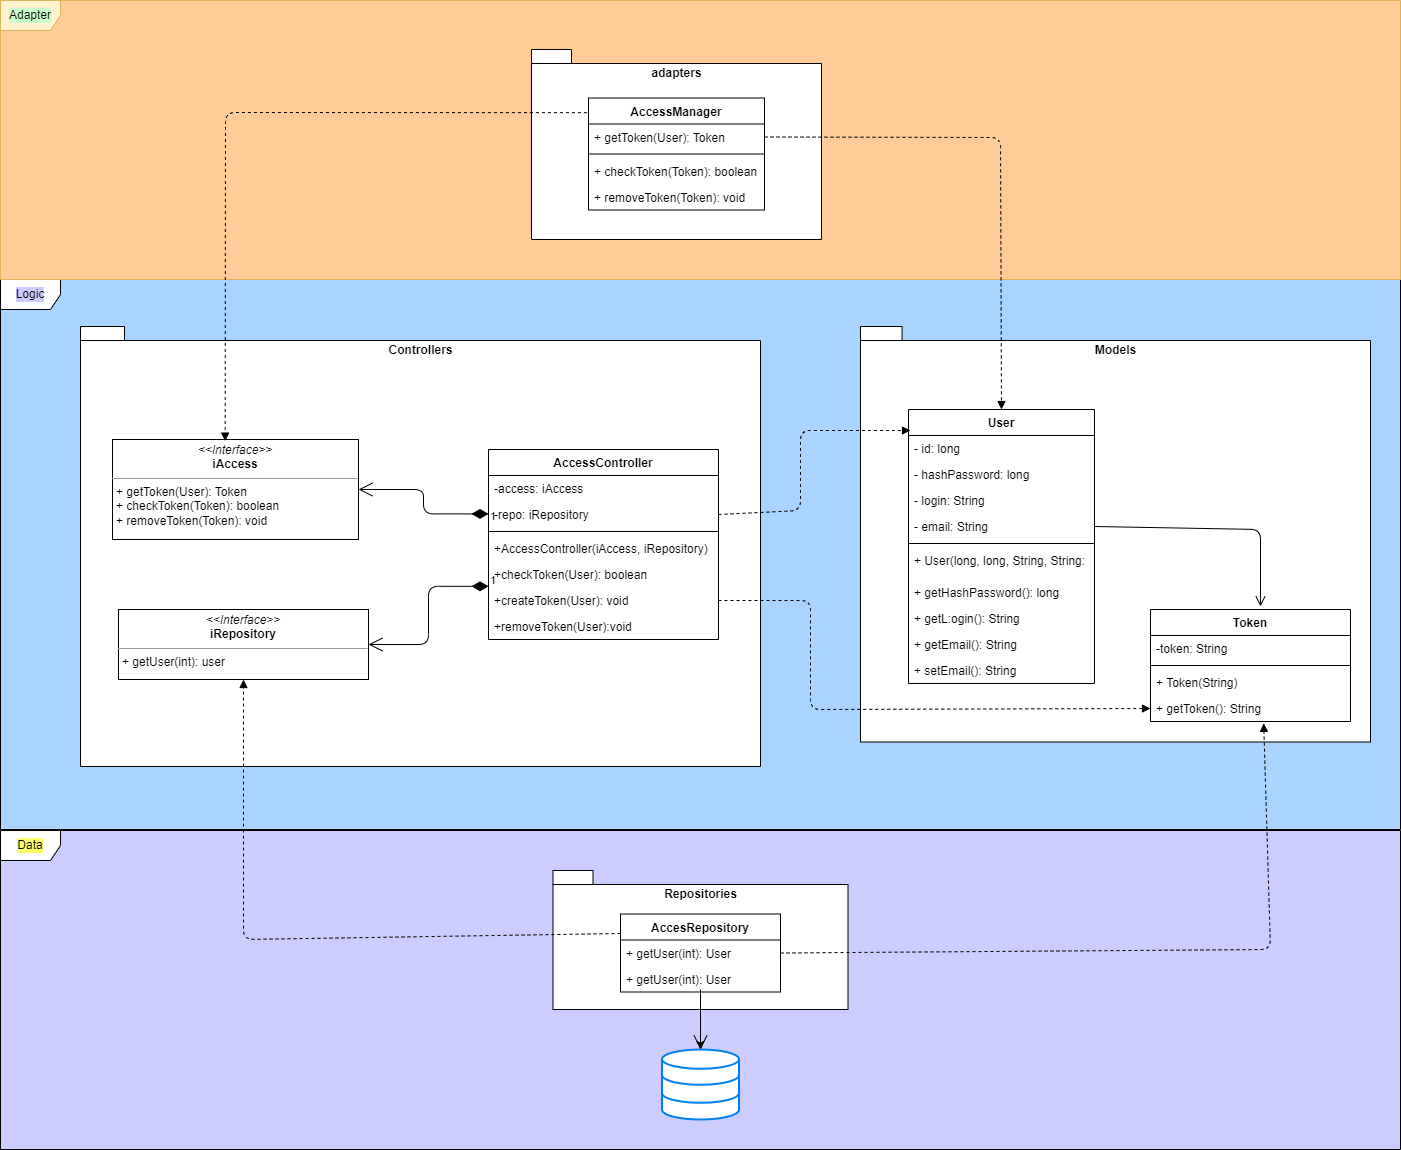 Adapter
adapters
AccessManager
+ getToken(User): Token
+ checkToken(Token): boolean
+ removeToken(Token): void
Logic
Controllers
<<Interface>>
iAccess
+ getToken(User): Token
+ checkToken(Token): boolean
+ removeToken(Token): void
<<Interface>>
iRepository
+ getUser(int): user
AccessController
-access: iAccess
1
-repo: iRepository
+AccessController(iAccess, iRepository)
1
+checkToken(User): boolean
+createToken(User): void
+removeToken(User):void
Models
User
- id: long
- hashPassword: long
- login: String
- email: String
+ User(long, long, String, String:
+ getHashPassword(): long
+ getL:ogin(): String
+ getEmail(): String
+ setEmail(): String
Token
-token: String
+ Token(String)
+ getToken(): String
Data
Repositories
AccesRepository
+ getUser(int): User
+ getUser(int): User